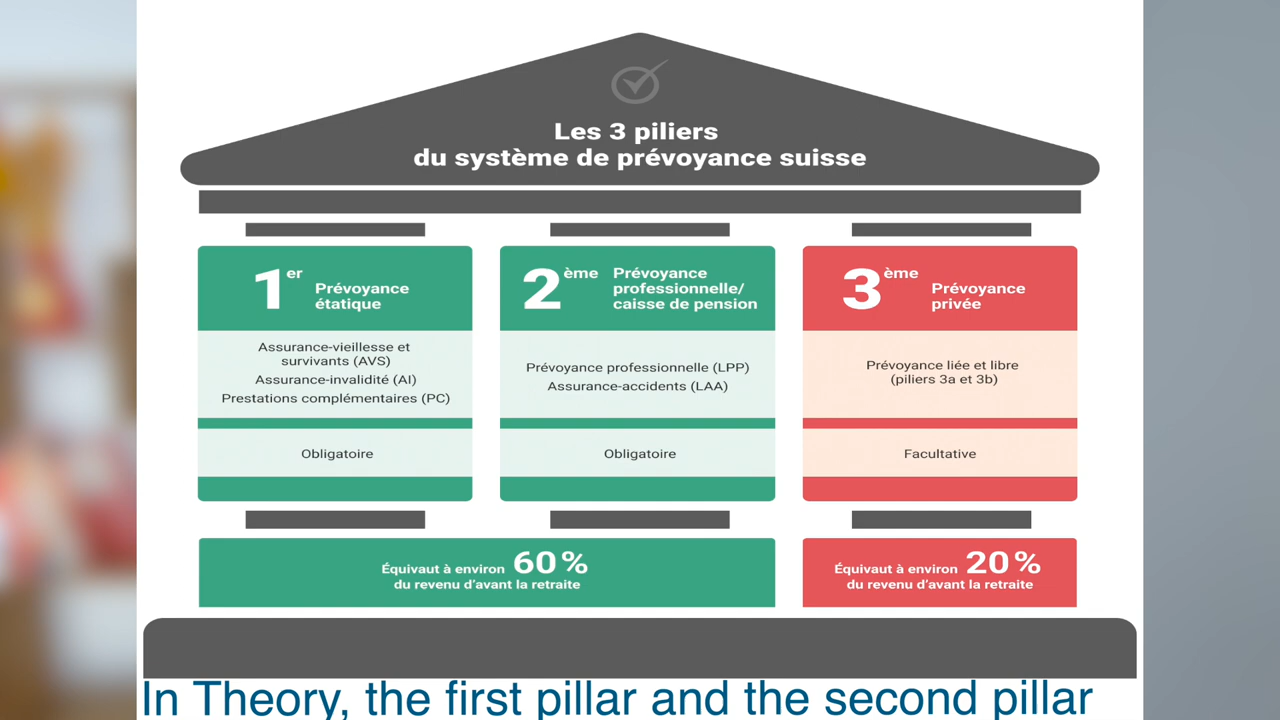 Les 3 piliers
du système de prévoyance suisse
1er Prévoyance
étatique
Assurance-vieillesse et
survivants (AVS)
Assurance-invalidité (AI)
Prestations complémentaires (PC)
Obligatoire
2ème Prévoyance
professionnelle/
caisse de pension
Prévoyance professionnelle (LPP)
Assurance-accidents (LAA)
Obligatoire
3ème Prévoyance
privée
Prévoyance liée et libre
(piliers 3a et 3b)
Facultative
Équivaut à environ 60 %
du revenu d'avant la retraite
Équivaut à environ 20 %
du revenu d'avant la retraite
In Theory, the first pillar and the second pillar